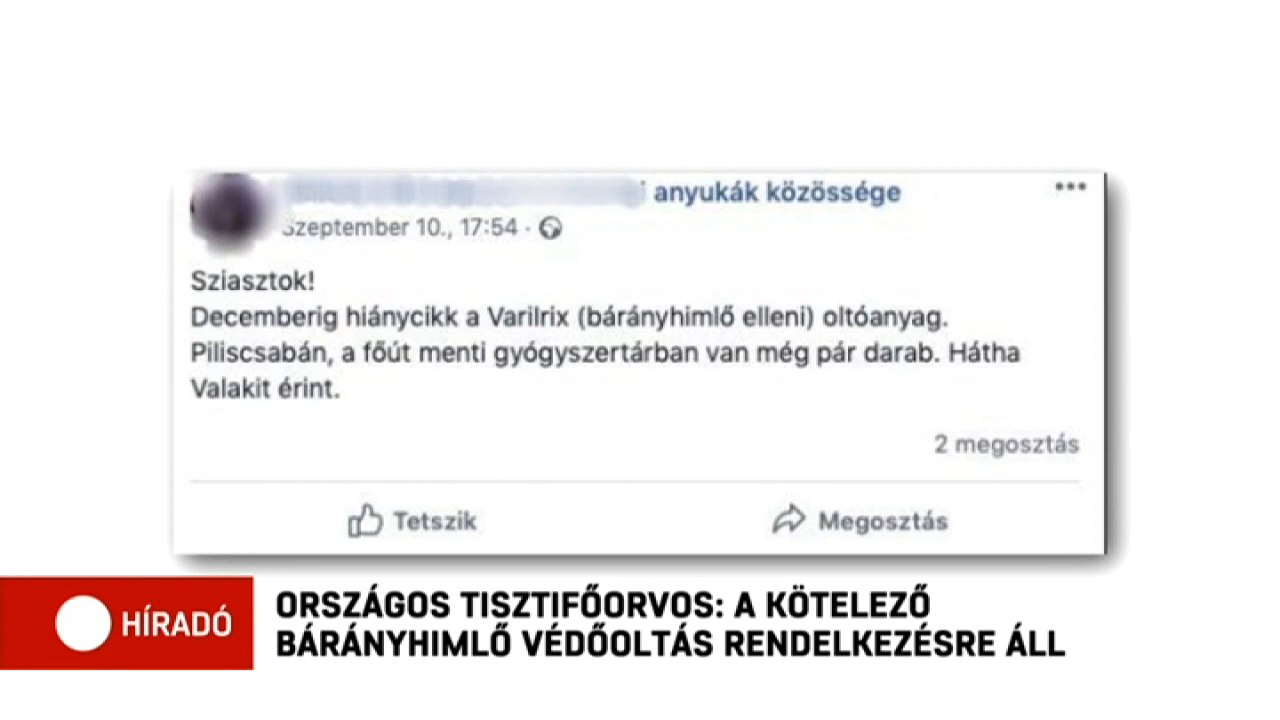 anyukák közössége
Szeptember 10., 17:54 ·
Sziasztok!
Decemberig hiánycikk a Varilrix (bárányhimlő elleni) oltóanyag.
Piliscsabán, a főút menti gyógyszertárban van még pár darab. Hátha
Valakit érint.
2 megosztás
Tetszik
Megosztás
HÍRADÓ
ORSZÁGOS TISZTIFŐORVOS: A KÖTELEZŐ
BÁRÁNYHIMLŐ VÉDŐOLTÁS RENDELKEZÉSRE ÁLL